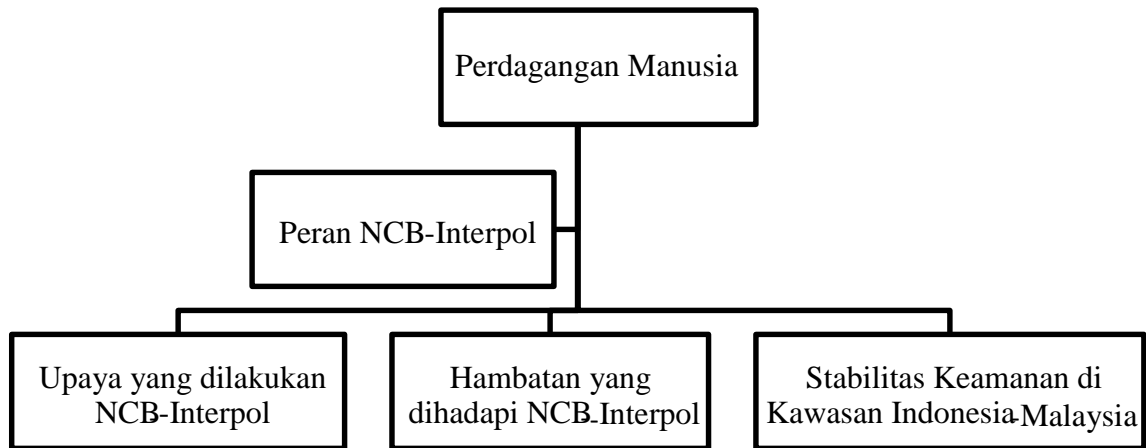 Perdagangan Manusia
Peran NCB-Interpol
Upaya yang dilakukan
NCB-Interpol
Hambatan yang
dihadapi NCB-Interpol
Stabilitas Keamanan di
Kawasan Indonesia-Malaysia